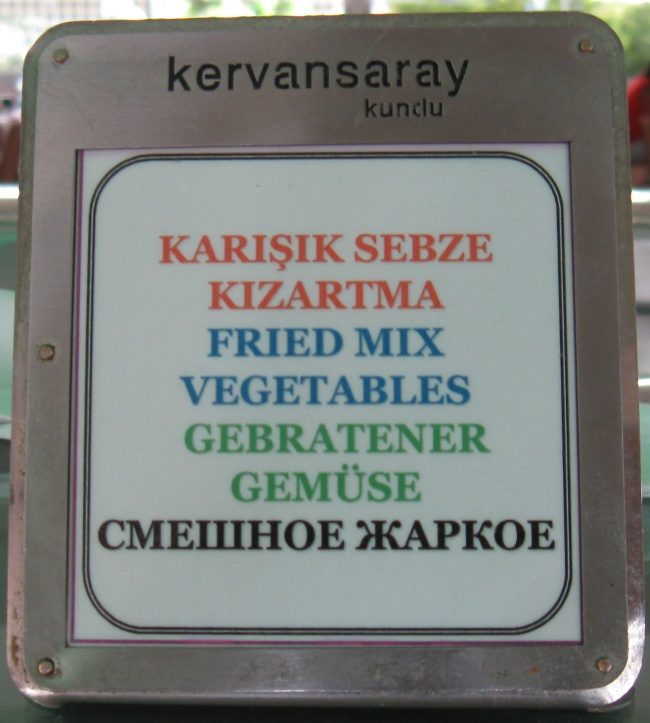 kervansaray
kundu
KARIŞIK SEBZE
KIZARTMA
FRIED MIX
VEGETABLES
GEBRATENER
GEMÜSE
СМЕШНОЕ ЖАРКОЕ